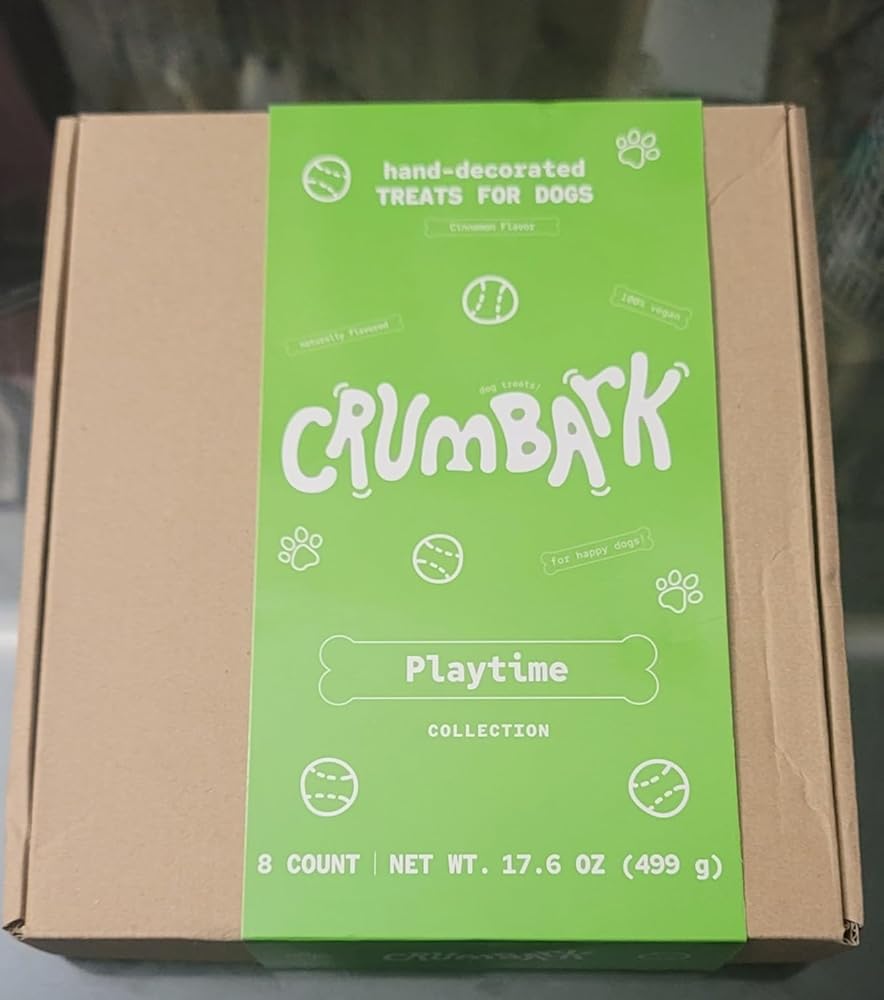 hand-decorated
TREATS FOR DOGS
Cinnamon Flavor
100% vegan
naturally flavored
dog treats!
CRUMBArK
for happy dogs!
Playtime
COLLECTION
8 COUNT | NET WT. 17.6 OZ (499 g)
CRUMBArK